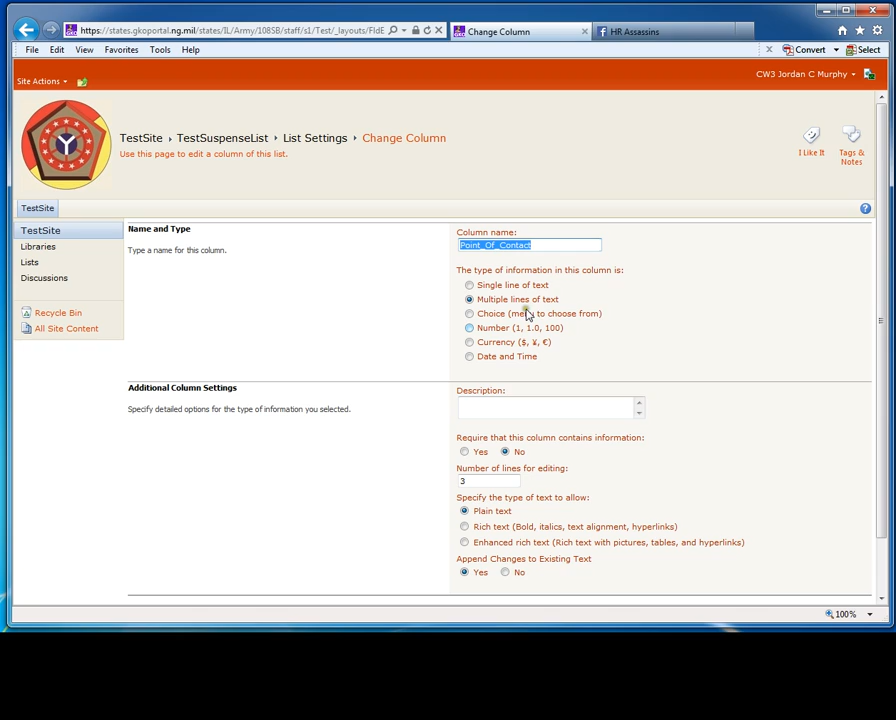 https://states.gkoportal.ng.mil/states/IL/Army/108SB/staff/s1/Test/_layouts/FldE
Change Column
HR Assassins
File Edit View Favorites Tools Help
Convert Select
Site Actions
CW3 Jordan C Murphy
TestSite TestSuspenseList List Settings Change Column
Use this page to edit a column of this list.
I Like It
Tags & Notes
TestSite
TestSite
Libraries
Lists
Discussions
Recycle Bin
All Site Content
Name and Type
Type a name for this column.
Column name:
Point_Of_Contact
The type of information in this column is:
Single line of text
Multiple lines of text
Choice (menu to choose from)
Number (1, 1.0, 100)
Currency ($, ¥, €)
Date and Time
Additional Column Settings
Specify detailed options for the type of information you selected.
Description:
Require that this column contains information:
Yes No
Number of lines for editing:
3
Specify the type of text to allow:
Plain text
Rich text (Bold, italics, text alignment, hyperlinks)
Enhanced rich text (Rich text with pictures, tables, and hyperlinks)
Append Changes to Existing Text
Yes No
100%